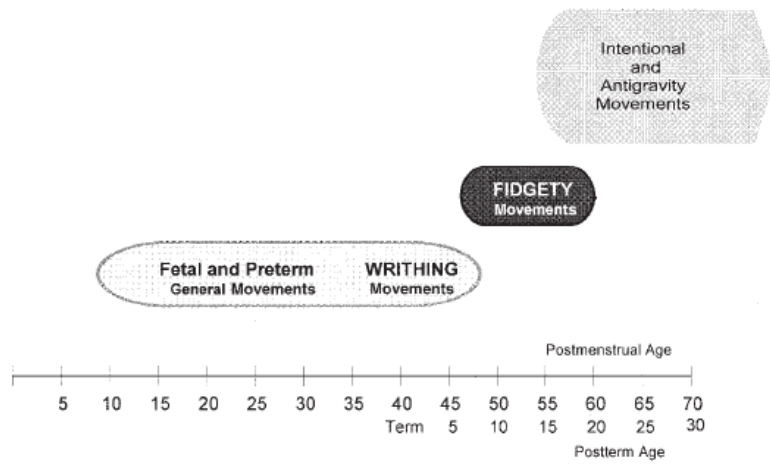 Intentional
and
Antigravity
Movements
FIDGETY
Movements
Fetal and Preterm
General Movements
WRITHING
Movements
Postmenstrual Age
5 10 15 20 25 30 35 40 45 50 55 60 65 70
Term 5 10 15 20 25 30
Postterm Age